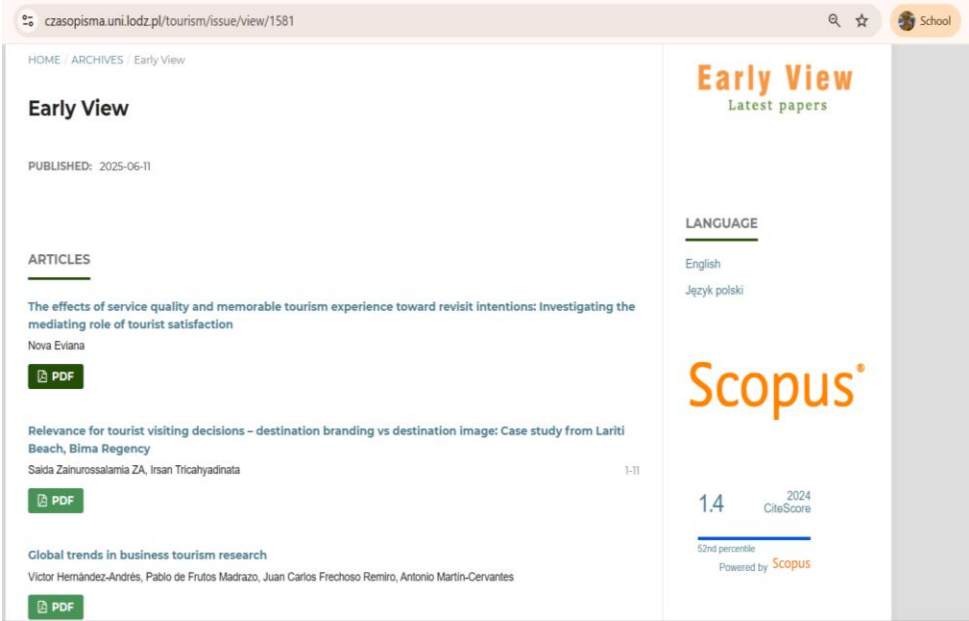 czasopisma.uni.lodz.pl/tourism/issue/view/1581
School
HOME / ARCHIVES / Early View
Early View
PUBLISHED: 2025-06-11
ARTICLES
The effects of service quality and memorable tourism experience toward revisit intentions: Investigating the
mediating role of tourist satisfaction
Nova Eviana
PDF
Relevance for tourist visiting decisions – destination branding vs destination image: Case study from Lariti
Beach, Bima Regency
Saida Zainurossalamia ZA, Irsan Tricahyadinata
1-11
PDF
Global trends in business tourism research
Víctor Hernández-Andrés, Pablo de Frutos Madrazo, Juan Carlos Frechoso Remiro, Antonio Martín-Cervantes
PDF
Early View
Latest papers
LANGUAGE
English
Język polski
Scopus®
1.4
2024
CiteScore
52nd percentile
Powered by Scopus